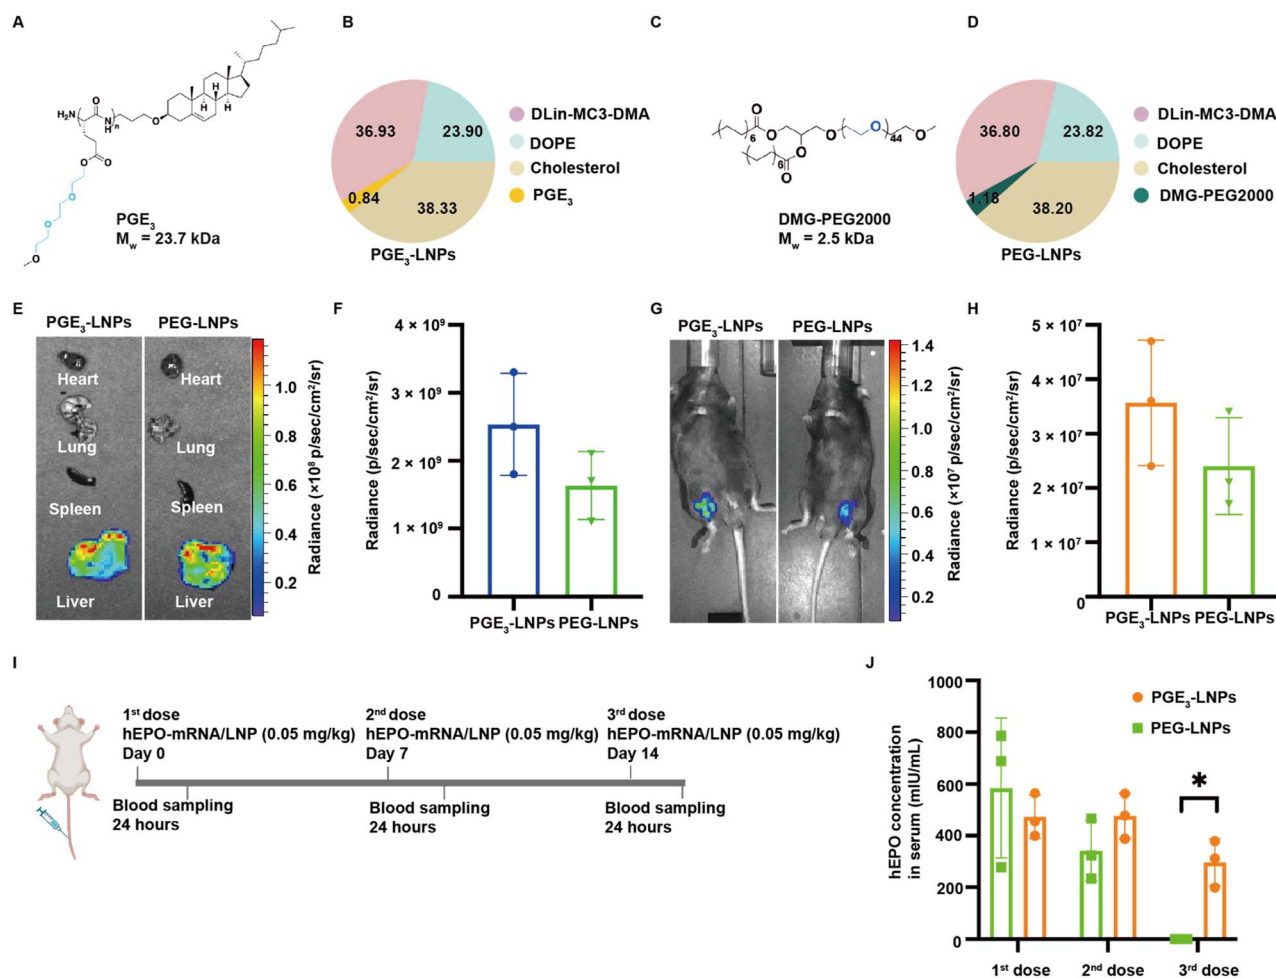 A
H₂N
O
N
H
n
O
H
H
H
O
O
O
O
O
PGE₃
Mw = 23.7 kDa
B
36.93
23.90
0.84
38.33
DLin-MC3-DMA
DOPE
Cholesterol
PGE₃
PGE₃-LNPs
C
6
O
O
O
O
44
O
6
O
O
DMG-PEG2000
Mw = 2.5 kDa
D
36.80
23.82
1.18
38.20
DLin-MC3-DMA
DOPE
Cholesterol
DMG-PEG2000
PEG-LNPs
E
PGE₃-LNPs
PEG-LNPs
Heart
Heart
Lung
Lung
Spleen
Spleen
Liver
Liver
1.0
0.8
0.6
0.4
0.2
Radiance (×10⁸ p/sec/cm²/sr)
F
4 × 10⁹
3 × 10⁹
2 × 10⁹
1 × 10⁹
0
Radiance (p/sec/cm²/sr)
PGE₃-LNPs
PEG-LNPs
G
PGE₃-LNPs
PEG-LNPs
1.4
1.2
1.0
0.8
0.6
0.4
0.2
Radiance (×10⁷ p/sec/cm²/sr)
H
5 × 10⁷
4 × 10⁷
3 × 10⁷
2 × 10⁷
1 × 10⁷
0
Radiance (p/sec/cm²/sr)
PGE₃-LNPs
PEG-LNPs
I
1ˢᵗ dose
hEPO-mRNA/LNP (0.05 mg/kg)
Day 0
2ⁿᵈ dose
hEPO-mRNA/LNP (0.05 mg/kg)
Day 7
3ʳᵈ dose
hEPO-mRNA/LNP (0.05 mg/kg)
Day 14
Blood sampling
24 hours
Blood sampling
24 hours
Blood sampling
24 hours
J
1000
800
600
400
200
0
hEPO concentration
in serum (mIU/mL)
PGE₃-LNPs
PEG-LNPs
*
1ˢᵗ dose
2ⁿᵈ dose
3ʳᵈ dose